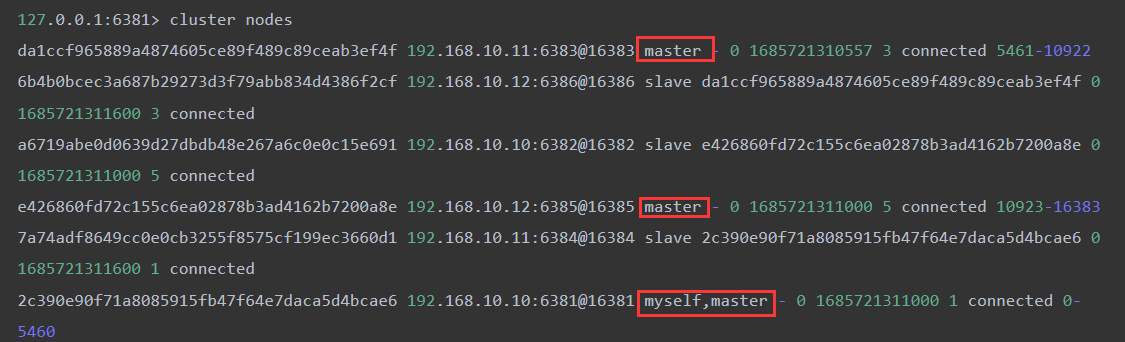 127.0.0.1:6381> cluster nodes
da1ccf965889a4874605ce89f489c89ceab3ef4f 192.168.10.11:6383@16383 master - 0 1685721310557 3 connected 5461-10922
6b4b0bcec3a687b29273d3f79abb834d4386f2cf 192.168.10.12:6386@16386 slave da1ccf965889a4874605ce89f489c89ceab3ef4f 0
1685721311600 3 connected
a6719abe0d0639d27dbdb48e267a6c0e0c15e691 192.168.10.10:6382@16382 slave e426860fd72c155c6ea02878b3ad4162b7200a8e 0
1685721311000 5 connected
e426860fd72c155c6ea02878b3ad4162b7200a8e 192.168.10.12:6385@16385 master - 0 1685721311000 5 connected 10923-16383
7a74adf8649cc0e0cb3255f8575cf199ec3660d1 192.168.10.11:6384@16384 slave 2c390e90f71a8085915fb47f64e7daca5d4bcae6 0
1685721311600 1 connected
2c390e90f71a8085915fb47f64e7daca5d4bcae6 192.168.10.10:6381@16381 myself,master - 0 1685721311000 1 connected 0-
5460